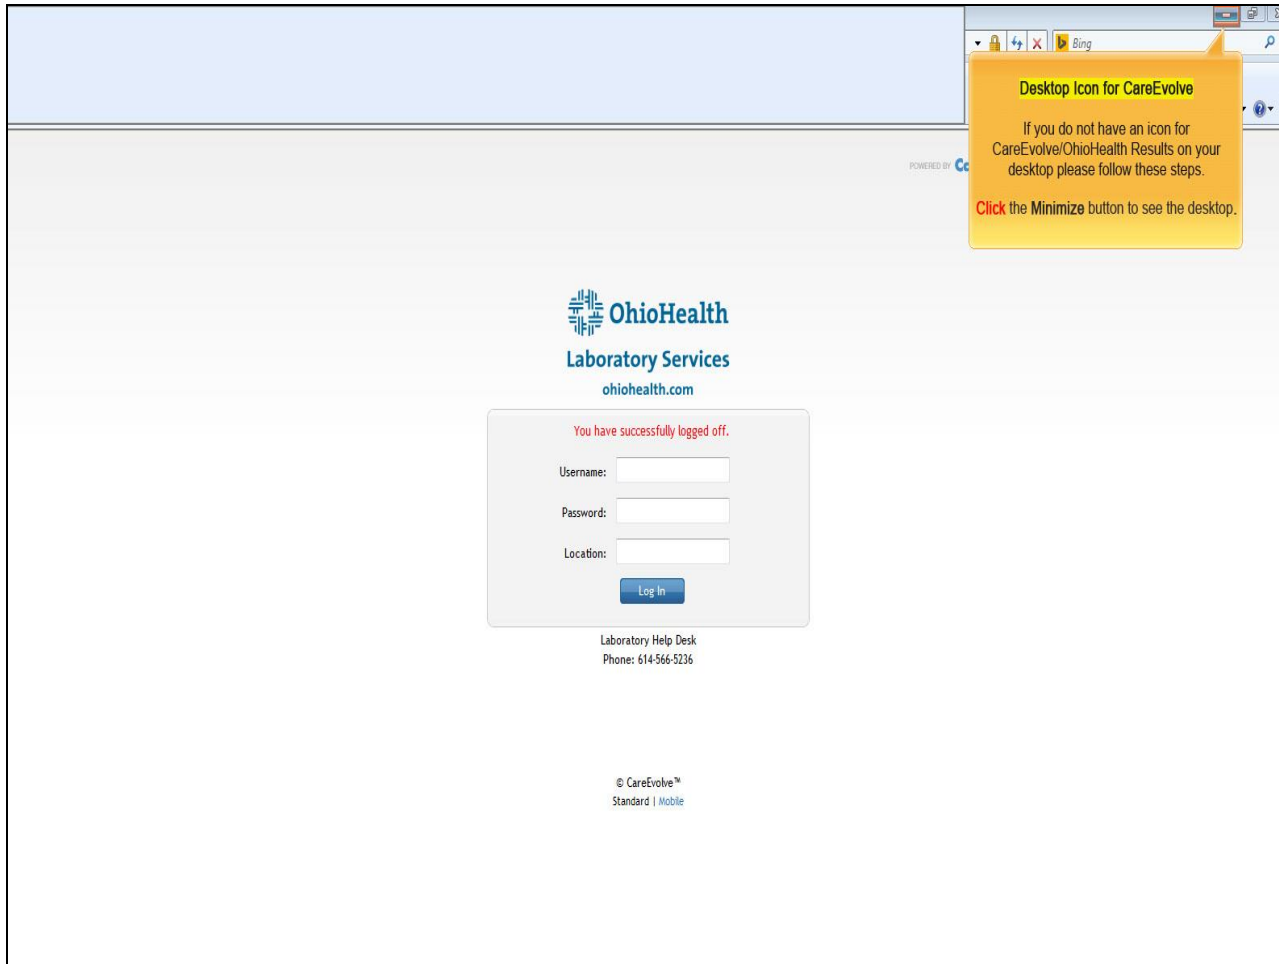 Bing
Desktop Icon for CareEvolve
If you do not have an icon for
CareEvolve/OhioHealth Results on your
desktop please follow these steps.
Click the Minimize button to see the desktop.
POWERED BY
OhioHealth
Laboratory Services
ohiohealth.com
You have successfully logged off.
Username:
Password:
Location:
Log In
Laboratory Help Desk
Phone: 614-566-5236
© CareEvolve™
Standard | Mobile